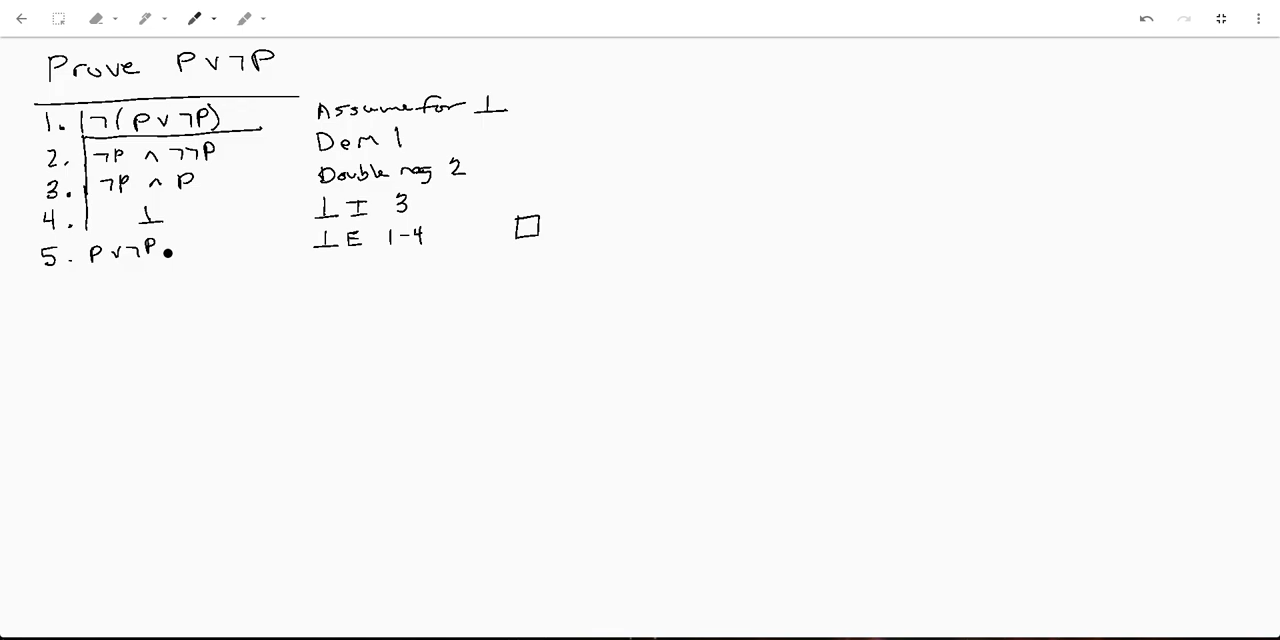 Prove P v ¬P
1. ¬(P v ¬P) Assume for ⊥
2. ¬P ∧ ¬¬P Dem 1
3. ¬P ∧ P Double neg 2
4. ⊥ ⊥ I 3
5. P v ¬P. ⊥ E 1-4 □